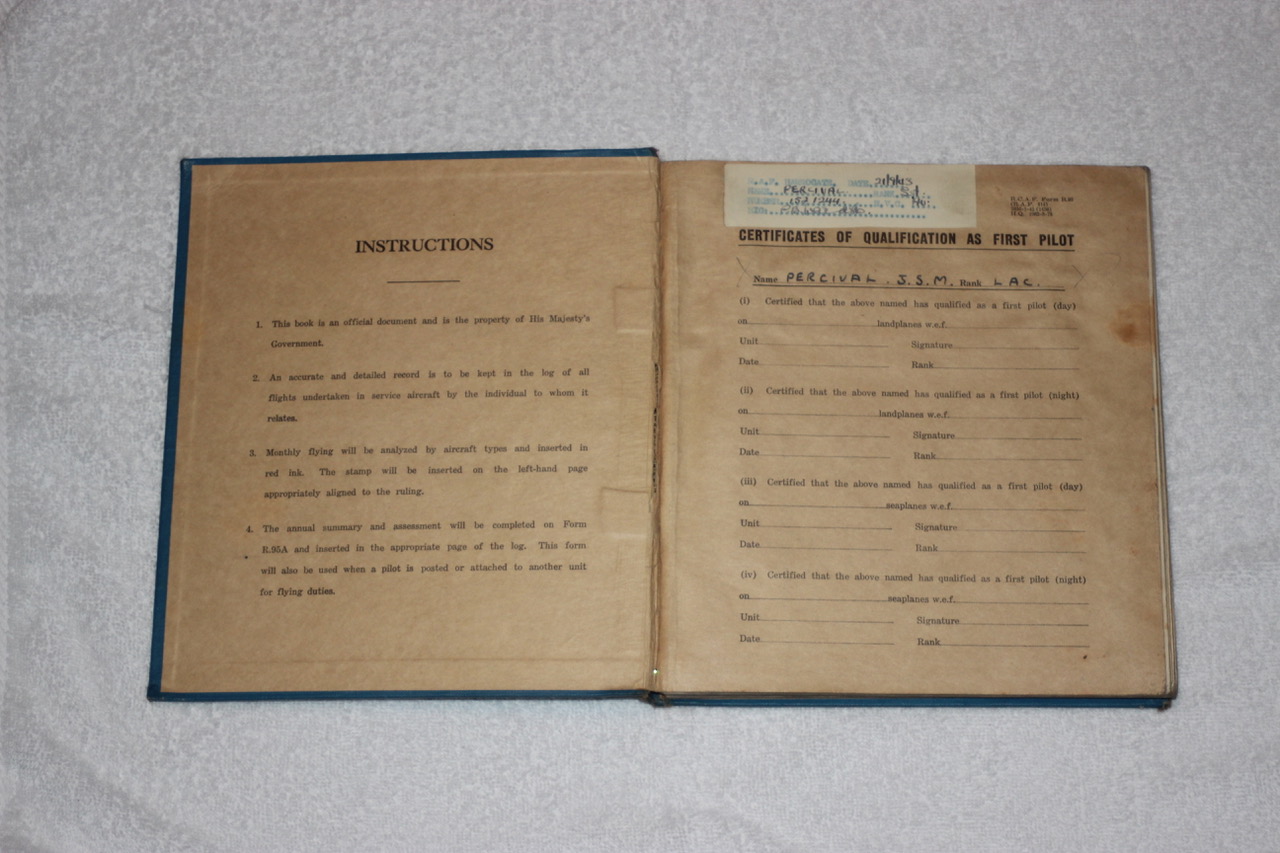 INSTRUCTIONS
1. This book is an official document and is the property of His Majesty's
Government.
2. An accurate and detailed record is to be kept in the log of all
flights undertaken in service aircraft by the individual to whom it
relates.
3. Monthly flying will be analyzed by aircraft types and inserted in
red ink. The stamp will be inserted on the left-hand page
appropriately aligned to the ruling.
4. The annual summary and assessment will be completed on Form
R.95A and inserted in the appropriate page of the log. This form
will also be used when a pilot is posted or attached to another unit
for flying duties.
DATE
PERCIVAL
R.C.A.F. Form
CERTIFICATES OF QUALIFICATION AS FIRST PILOT
Name PERCIVAL. J.S.M. Rank LAC.
(i) Certified that the above named has qualified as a first pilot (day)
on landplanes w.e.f.
Unit Signature
Date Rank
(ii) Certified that the above named has qualified as a first pilot (night)
on landplanes w.e.f.
Unit Signature
Date Rank
(iii) Certified that the above named has qualified as a first pilot (day)
on seaplanes w.e.f.
Unit Signature
Date Rank
(iv) Certified that the above named has qualified as a first pilot (night)
on seaplanes w.e.f.
Unit Signature
Date Rank